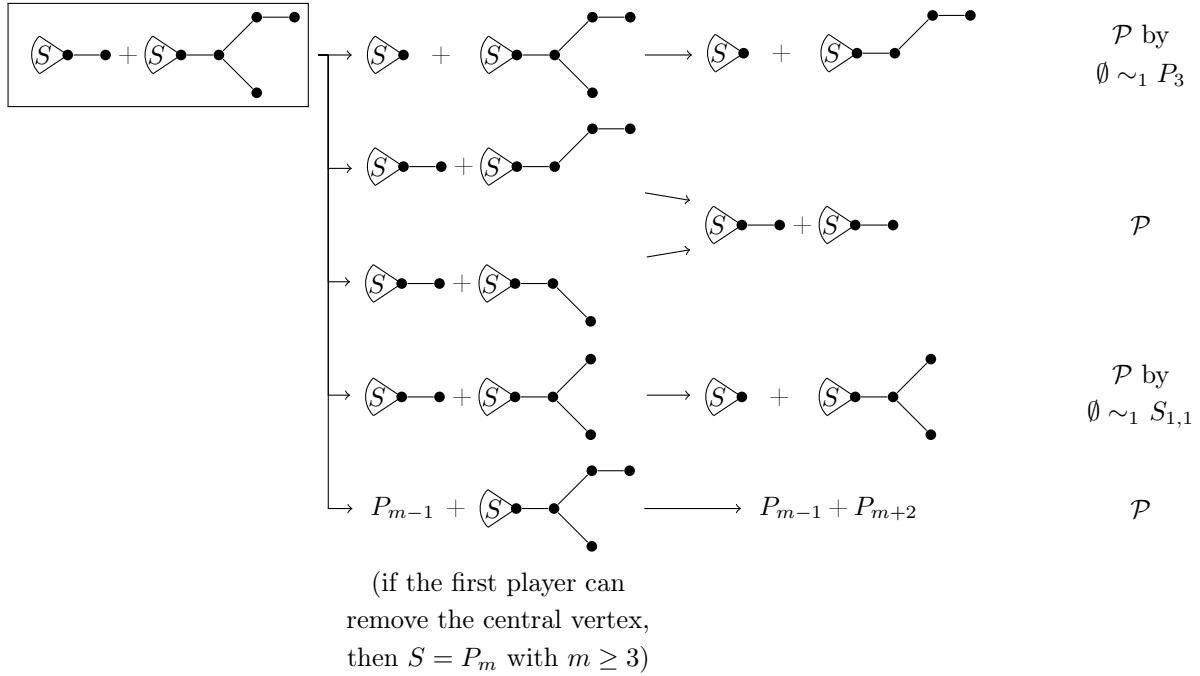 S + S
S + S
S + S
𝒫 by
∅ ∼₁ P₃
S + S
S + S
𝒫
S + S
S + S
S + S
𝒫 by
∅ ∼₁ S₁,₁
Pₘ₋₁ + S
Pₘ₋₁ + Pₘ₊₂
𝒫
(if the first player can
remove the central vertex,
then S = Pₘ with m ≥ 3)